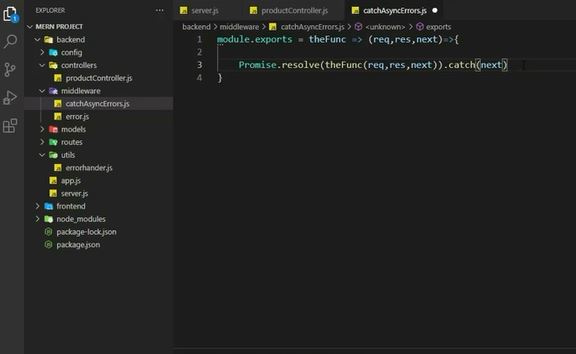 EXPLORER ...
MERN PROJECT
backend
config
controllers
productController.js
middleware
catchAsyncErrors.js
error.js
models
routes
utils
errorhander.js
app.js
server.js
frontend
node_modules
package-lock.json
package.json
server.js productController.js catchAsyncErrors.js
backend > middleware > catchAsyncErrors.js > <unknown> > exports
1 module.exports = theFunc => (req,res,next)=>{
2
3 Promise.resolve(theFunc(req,res,next)).catch(next)
4 }